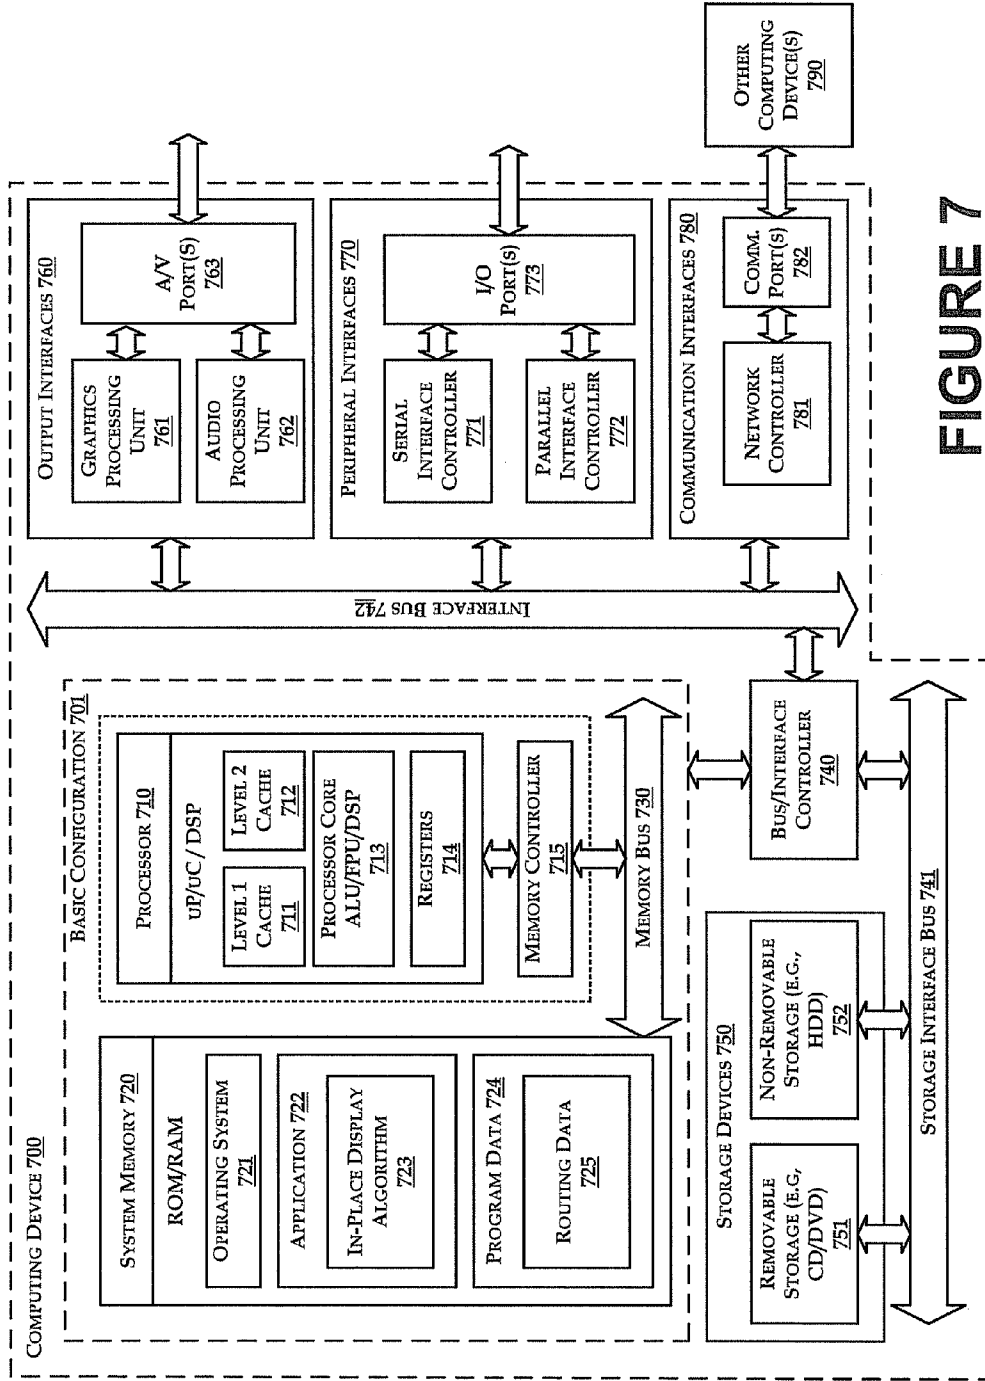 COMPUTING DEVICE 700
BASIC CONFIGURATION 701
SYSTEM MEMORY 720
ROM/RAM
OPERATING SYSTEM
721
APPLICATION 722
IN-PLACE DISPLAY
ALGORITHM
723
PROGRAM DATA 724
ROUTING DATA
725
PROCESSOR 710
uP/uC / DSP
LEVEL 1
CACHE
711
LEVEL 2
CACHE
712
PROCESSOR CORE
ALU/FPU/DSP
713
REGISTERS
714
MEMORY CONTROLLER
715
MEMORY BUS 730
STORAGE DEVICES 750
REMOVABLE
STORAGE (E.G,
CD/DVD)
751
NON-REMOVABLE
STORAGE (E.G.,
HDD)
752
BUS/INTERFACE
CONTROLLER
740
STORAGE INTERFACE BUS 741
INTERFACE BUS 742
OUTPUT INTERFACES 760
GRAPHICS
PROCESSING
UNIT
761
AUDIO
PROCESSING
UNIT
762
A/V
PORT(S)
763
PERIPHERAL INTERFACES 770
SERIAL
INTERFACE
CONTROLLER
771
PARALLEL
INTERFACE
CONTROLLER
772
I/O
PORT(S)
773
COMMUNICATION INTERFACES 780
NETWORK
CONTROLLER
781
COMM.
PORT(S)
782
OTHER
COMPUTING
DEVICE(S)
790
FIGURE 7